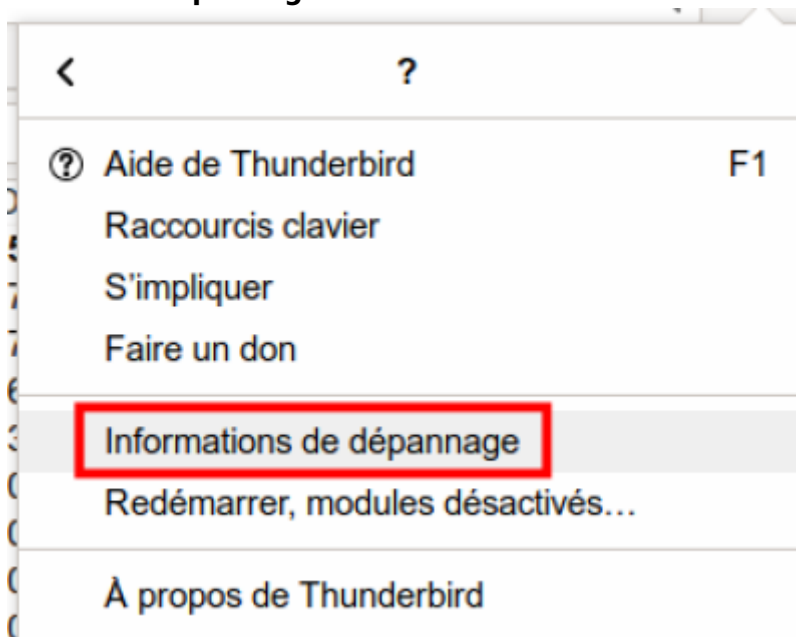 ?
Aide de Thunderbird F1
Raccourcis clavier
S’impliquer
Faire un don
Informations de dépannage
Redémarrer, modules désactivés…
À propos de Thunderbird